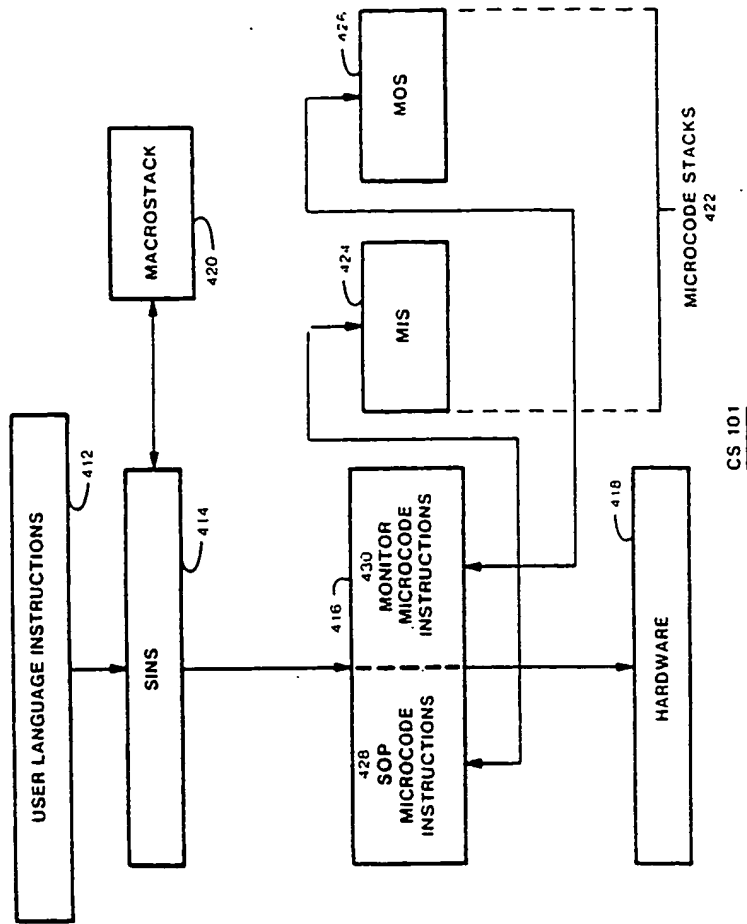 USER LANGUAGE INSTRUCTIONS
412
SINS
414
MACROSTACK
420
416
428
SOP
MICROCODE
INSTRUCTIONS
430
MONITOR
MICROCODE
INSTRUCTIONS
MIS
424
MOS
426
MICROCODE STACKS
422
HARDWARE
418
CS 101